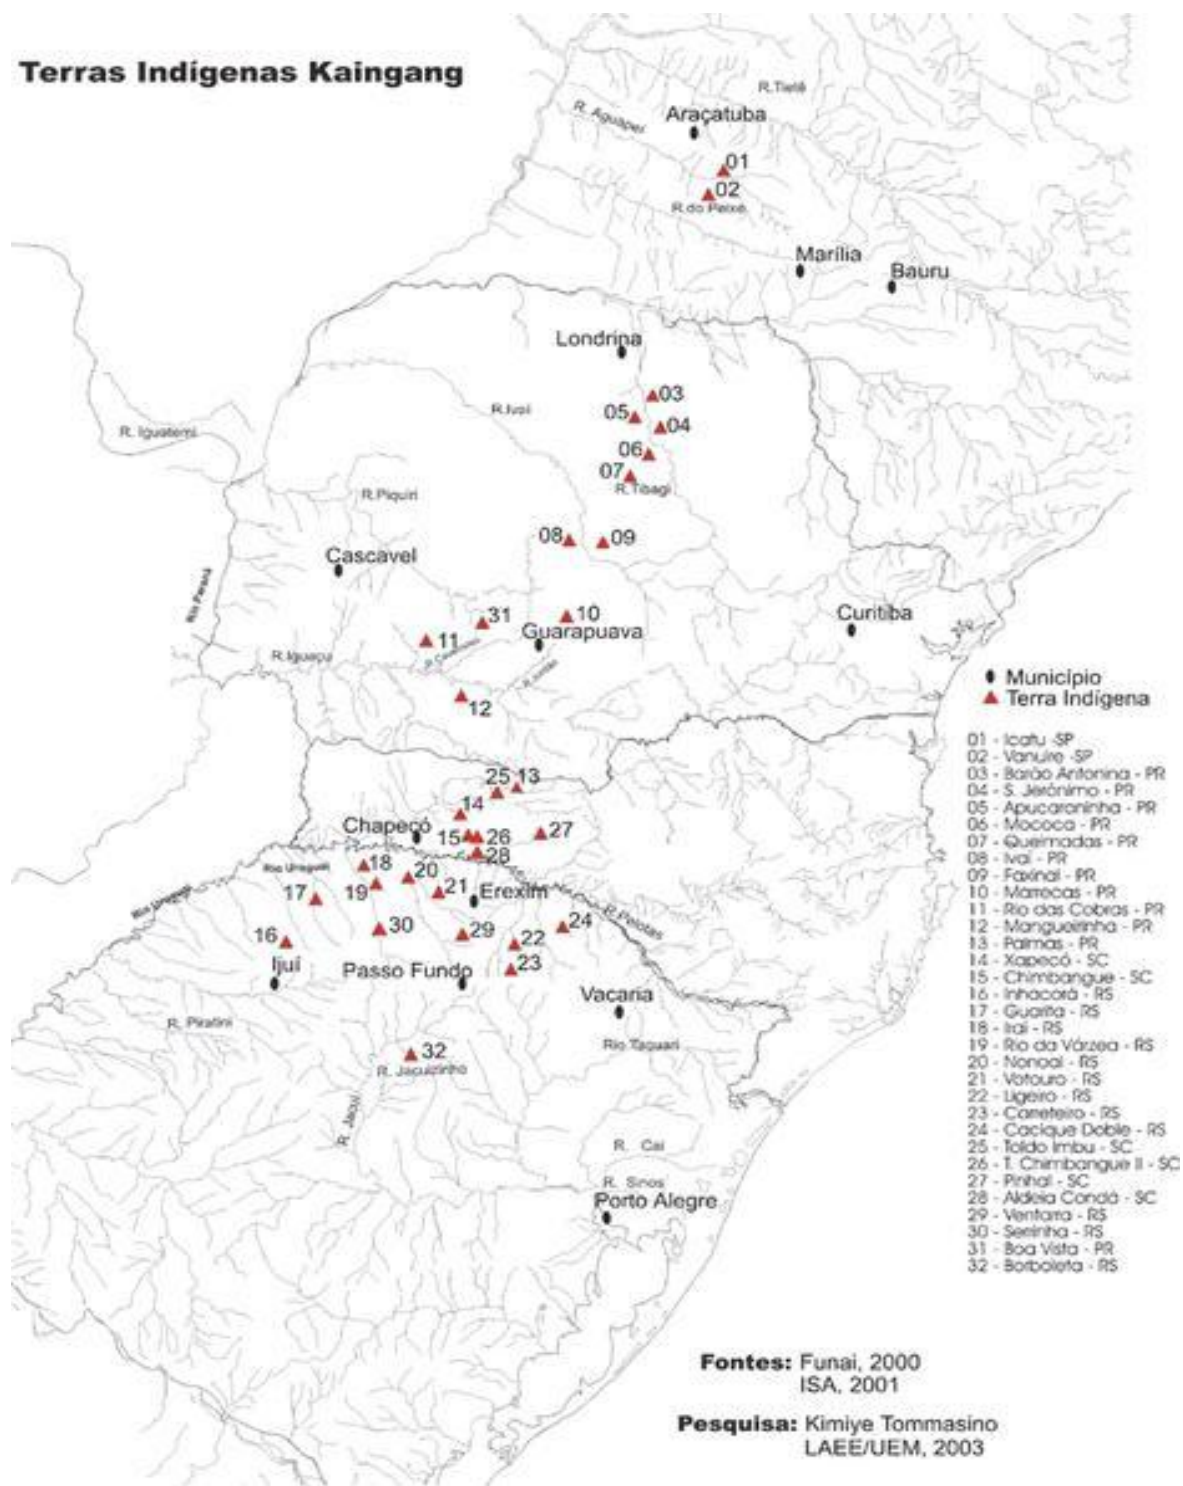 Terras Indígenas Kaingang
R.Tietê
Araçatuba
R. Aguapeí
01
02
R.do Peixe
Marília
Bauru
Londrina
03
R.Ivaí
05
04
R. Iguatemi
06
07
R.Tibagi
R.Piquiri
08
09
Cascavel
Rio Paraná
31
10
Curitiba
Guarapuava
11
R.Iguaçu
R.Jordão
12
Município
Terra Indígena
01 - Icatu -SP
02 - Vanuire -SP
03 - Barão Antonina - PR
04 - S. Jerônimo - PR
05 - Apucaraninha - PR
06 - Mococa - PR
07 - Queimadas - PR
08 - Ivaí - PR
09 - Faxinal - PR
10 - Marrecas - PR
11 - Rio das Cobras - PR
12 - Mangueirinha - PR
13 - Palmas - PR
14 - Xapecó - SC
15 - Chimbangue - SC
16 - Inhacorá - RS
17 - Guarita - RS
18 - Iraí - RS
19 - Rio da Várzea - RS
20 - Nonoai - RS
21 - Votouro - RS
22 - Ligeiro - RS
23 - Carreteiro - RS
24 - Cacique Doble - RS
25 - Toldo Imbu - SC
26 - T. Chimbangue II - SC
27 - Pinhal - SC
28 - Aldeia Condá - SC
29 - Ventarra - RS
30 - Serrinha - RS
31 - Boa Vista - PR
32 - Borboleta - RS
25
13
14
Chapecó
15
26
27
28
Rio Uruguai
18
20
Rio Uruguai
17
19
21
Erexim
R.Pelotas
16
30
29
22
24
Ijuí
Passo Fundo
23
Vacaria
R. Piratini
Rio Taquari
32
R. Jacuizinho
R. Jacuí
R. Caí
R. Sinos
Porto Alegre
Fontes: Funai, 2000
ISA, 2001
Pesquisa: Kimiye Tommasino
LAEE/UEM, 2003